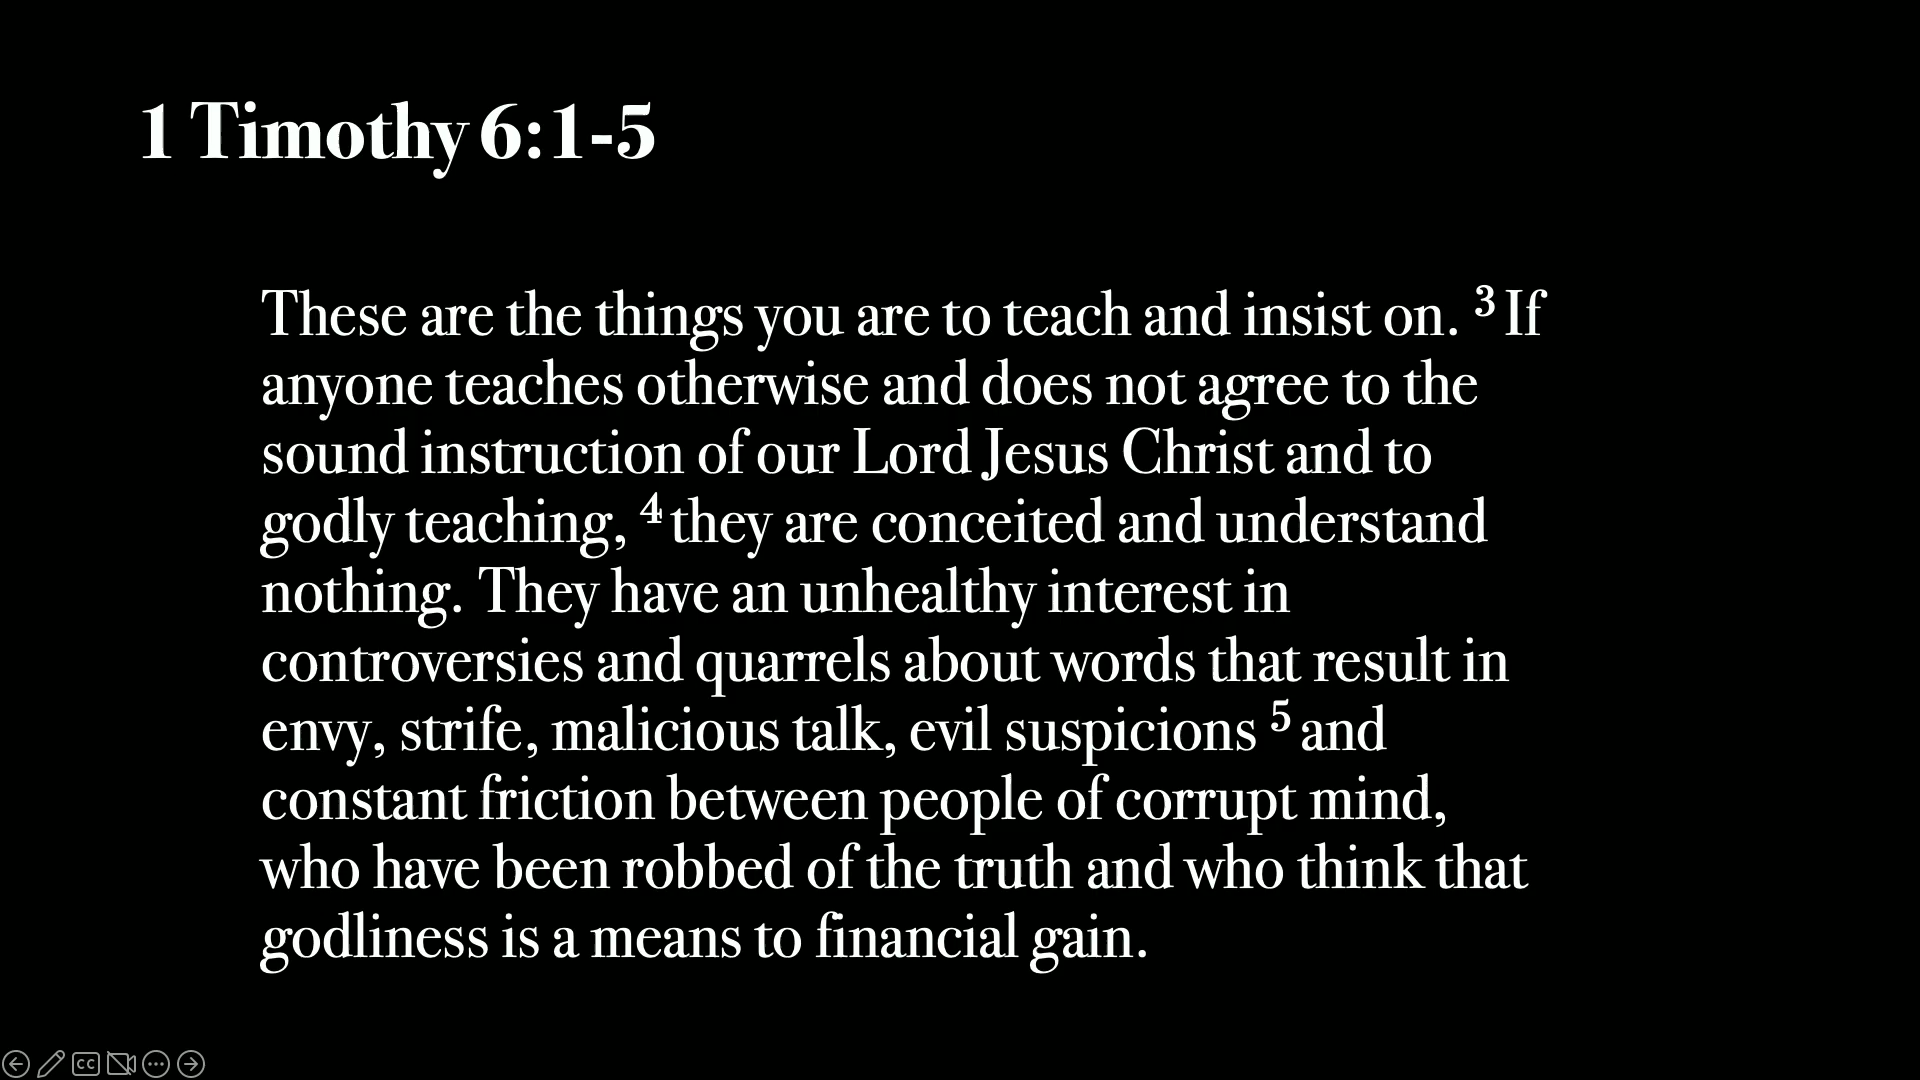 1 Timothy 6:1-5
These are the things you are to teach and insist on. ³ If
anyone teaches otherwise and does not agree to the
sound instruction of our Lord Jesus Christ and to
godly teaching, ⁴ they are conceited and understand
nothing. They have an unhealthy interest in
controversies and quarrels about words that result in
envy, strife, malicious talk, evil suspicions ⁵ and
constant friction between people of corrupt mind,
who have been robbed of the truth and who think that
godliness is a means to financial gain.
CC